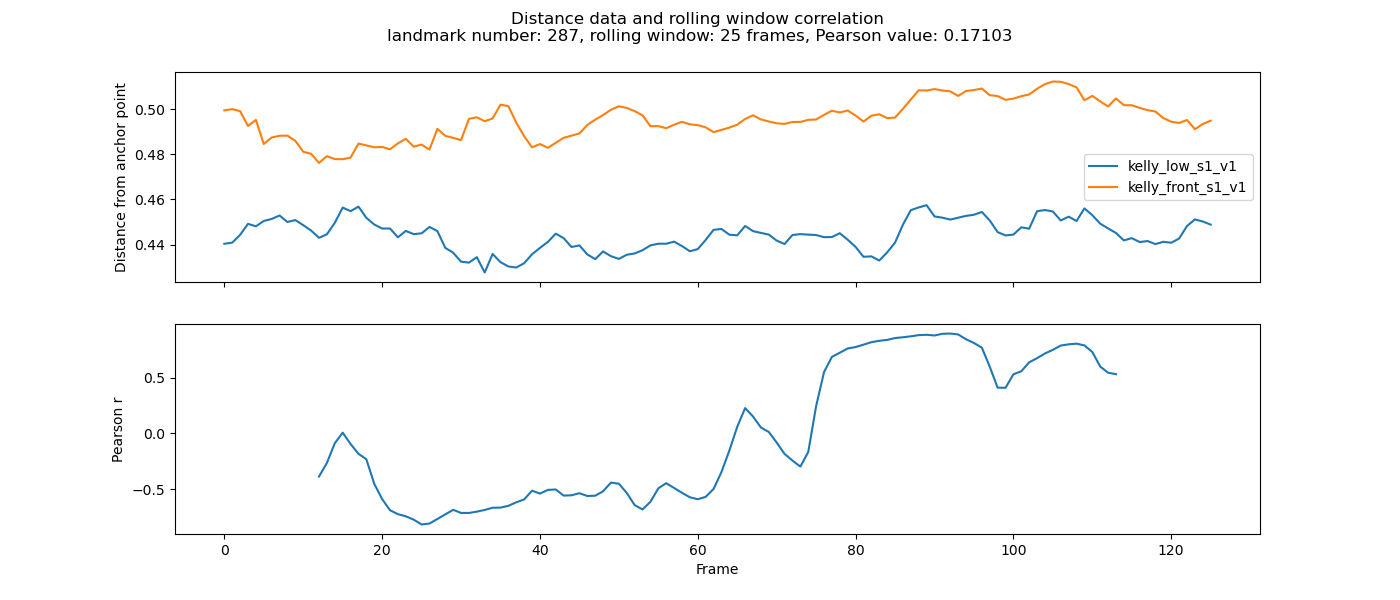 Distance data and rolling window correlation
landmark number: 287, rolling window: 25 frames, Pearson value: 0.17103
Distance from anchor point
0.50
0.48
0.46
0.44
kelly_low_s1_v1
kelly_front_s1_v1
Pearson r
0.5
0.0
−0.5
0 20 40 60 80 100 120
Frame